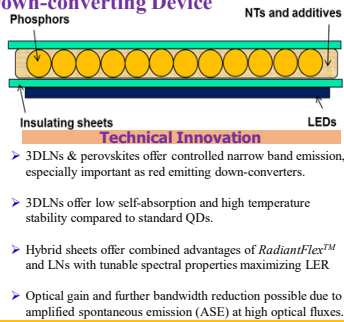 Down-converting Device
Phosphors
NTs and additives
Insulating sheets
LEDs
Technical Innovation
➤ 3DLNs & perovskites offer controlled narrow band emission,
especially important as red emitting down-converters.
➤ 3DLNs offer low self-absorption and high temperature
stability compared to standard QDs.
➤ Hybrid sheets offer combined advantages of RadiantFlexTM
and LNs with tunable spectral properties maximizing LER
➤ Optical gain and further bandwidth reduction possible due to
amplified spontaneous emission (ASE) at high optical fluxes.